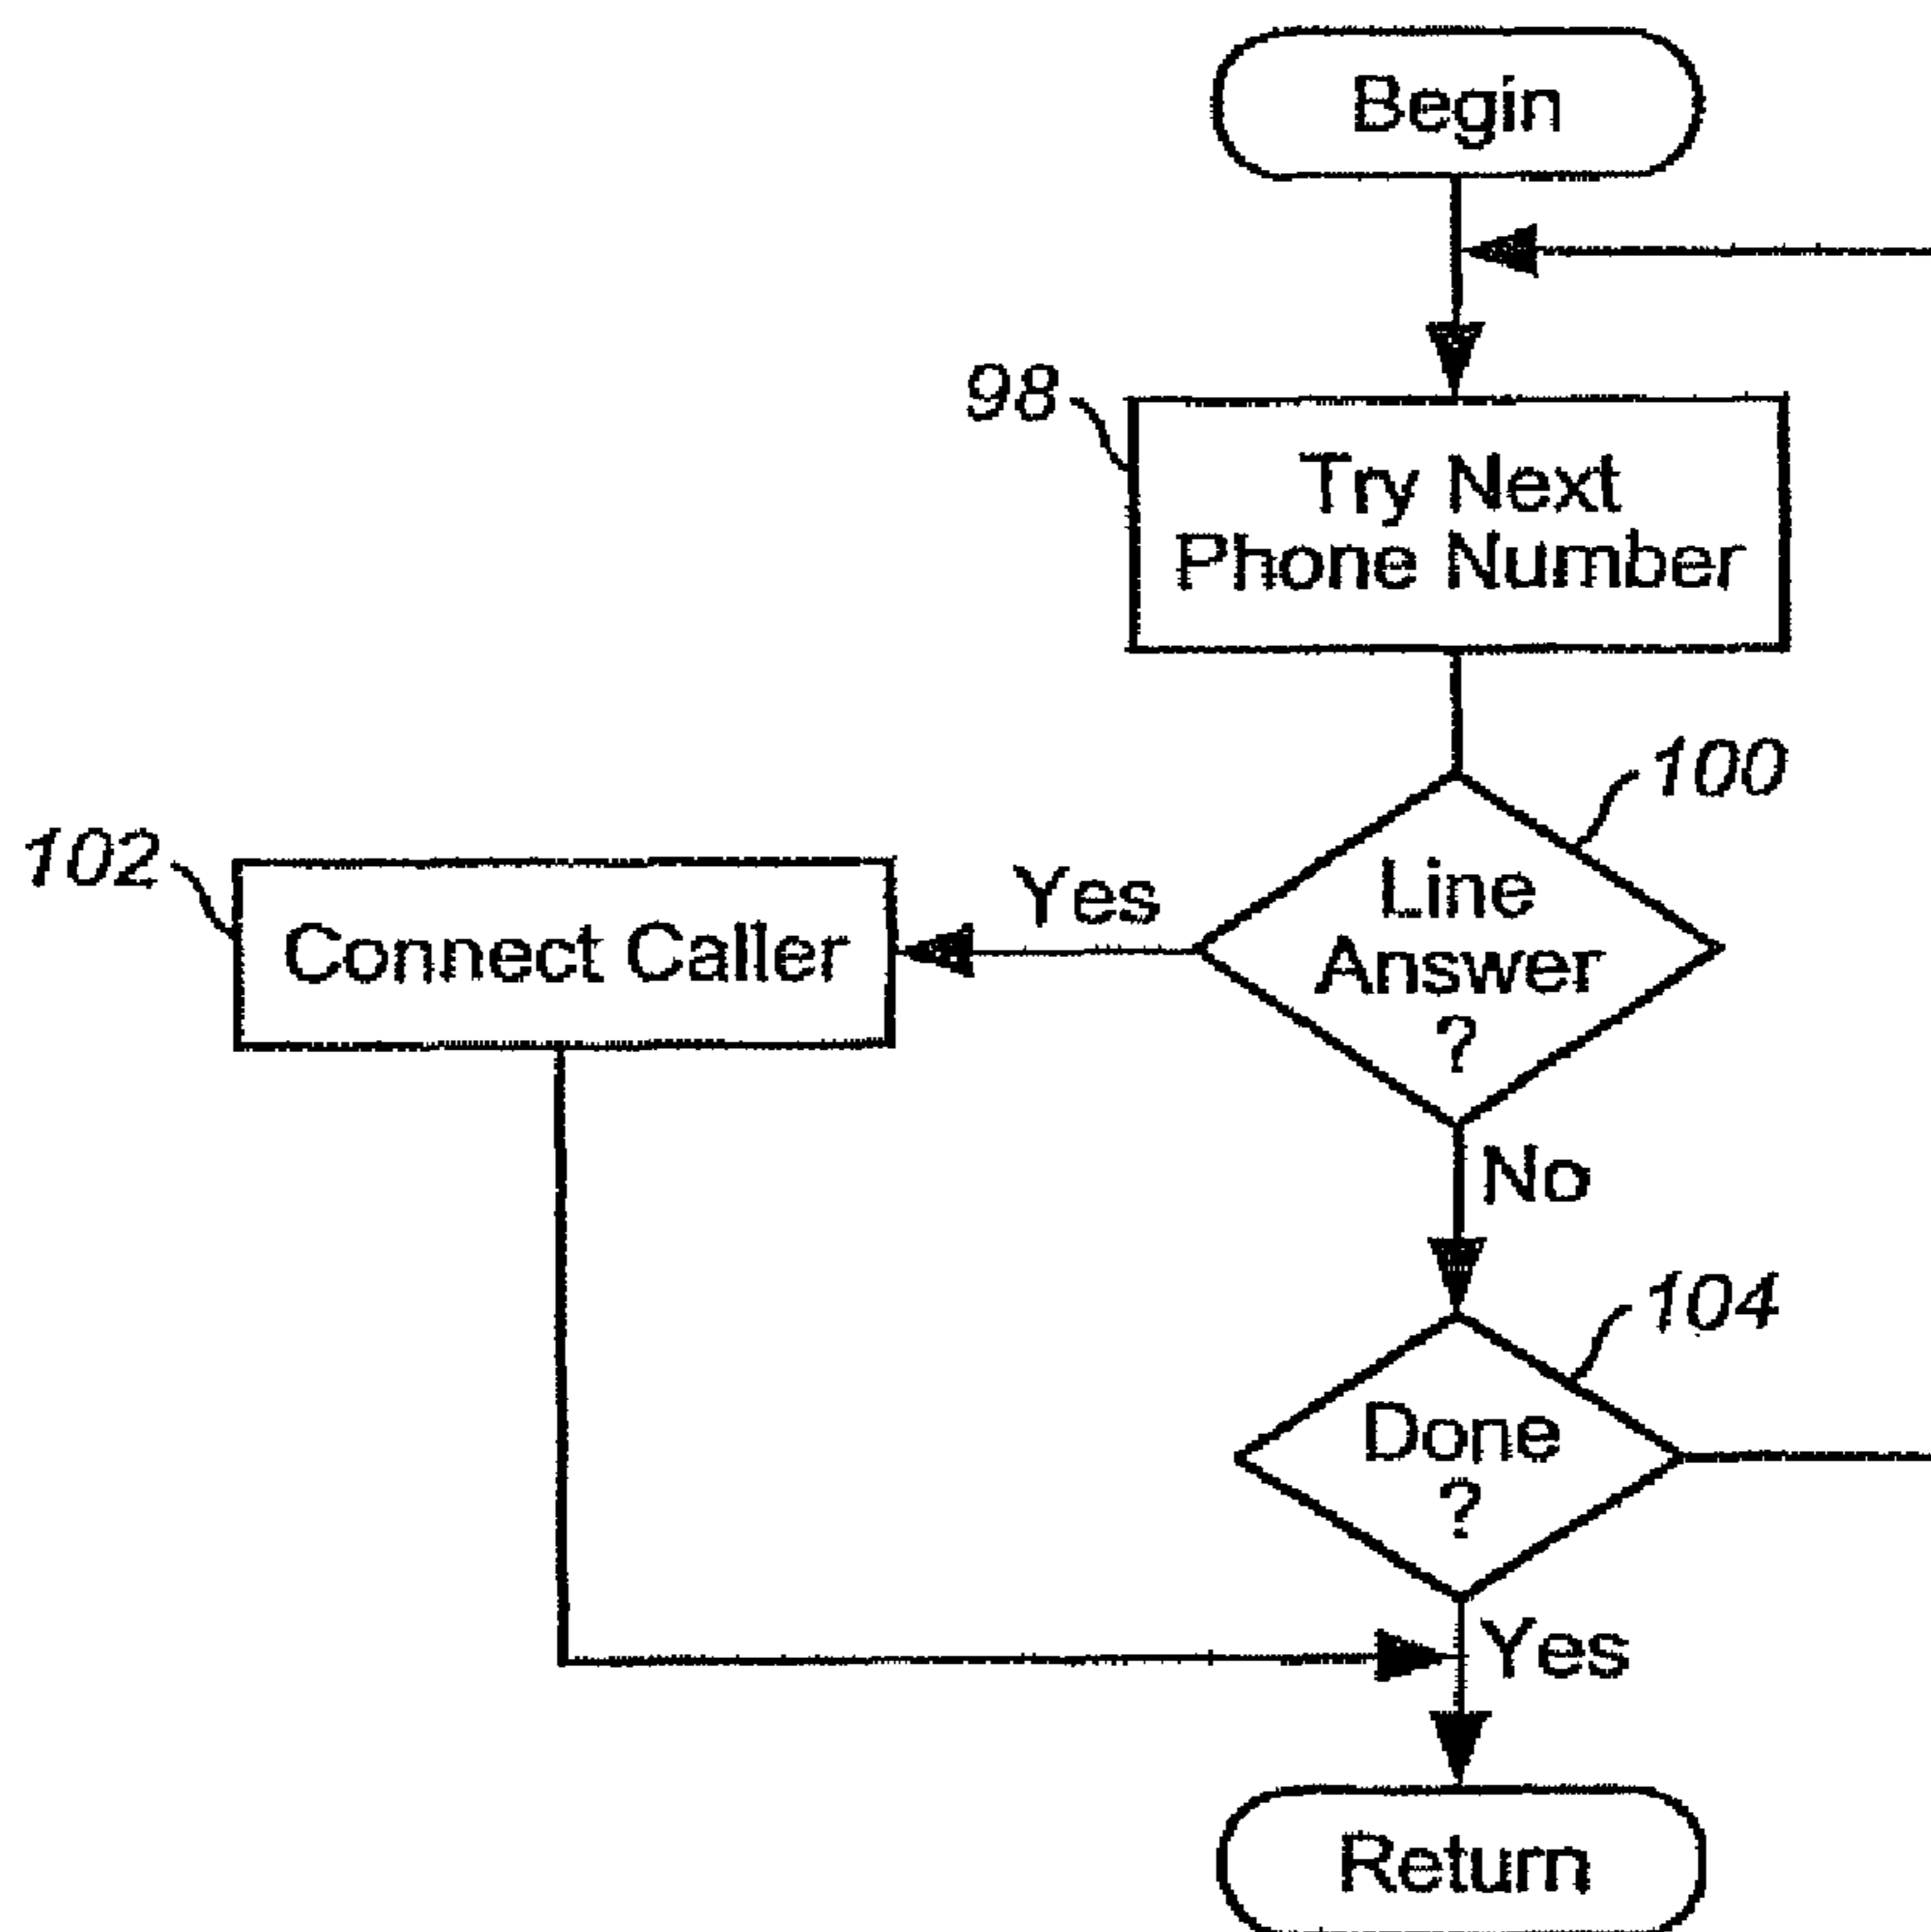 Begin
98
Try Next
Phone Number
100
Line
Answer
?
Yes
102
Connect Caller
No
104
Done
?
Yes
Return